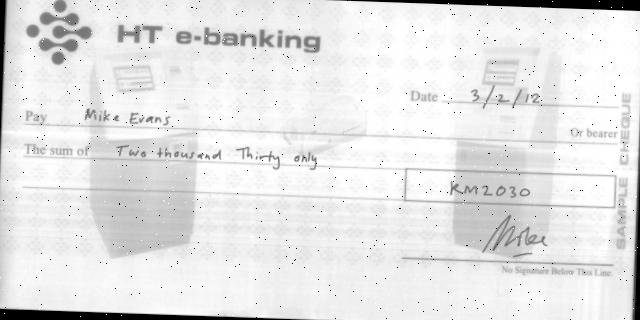 HT e-banking
Date 3/2/12
Pay Mike Evans
Or bearer
The sum of Two thousand Thirty only
RM2030
Mike
No Signature Below This Line.
SAMPLE CHEQUE